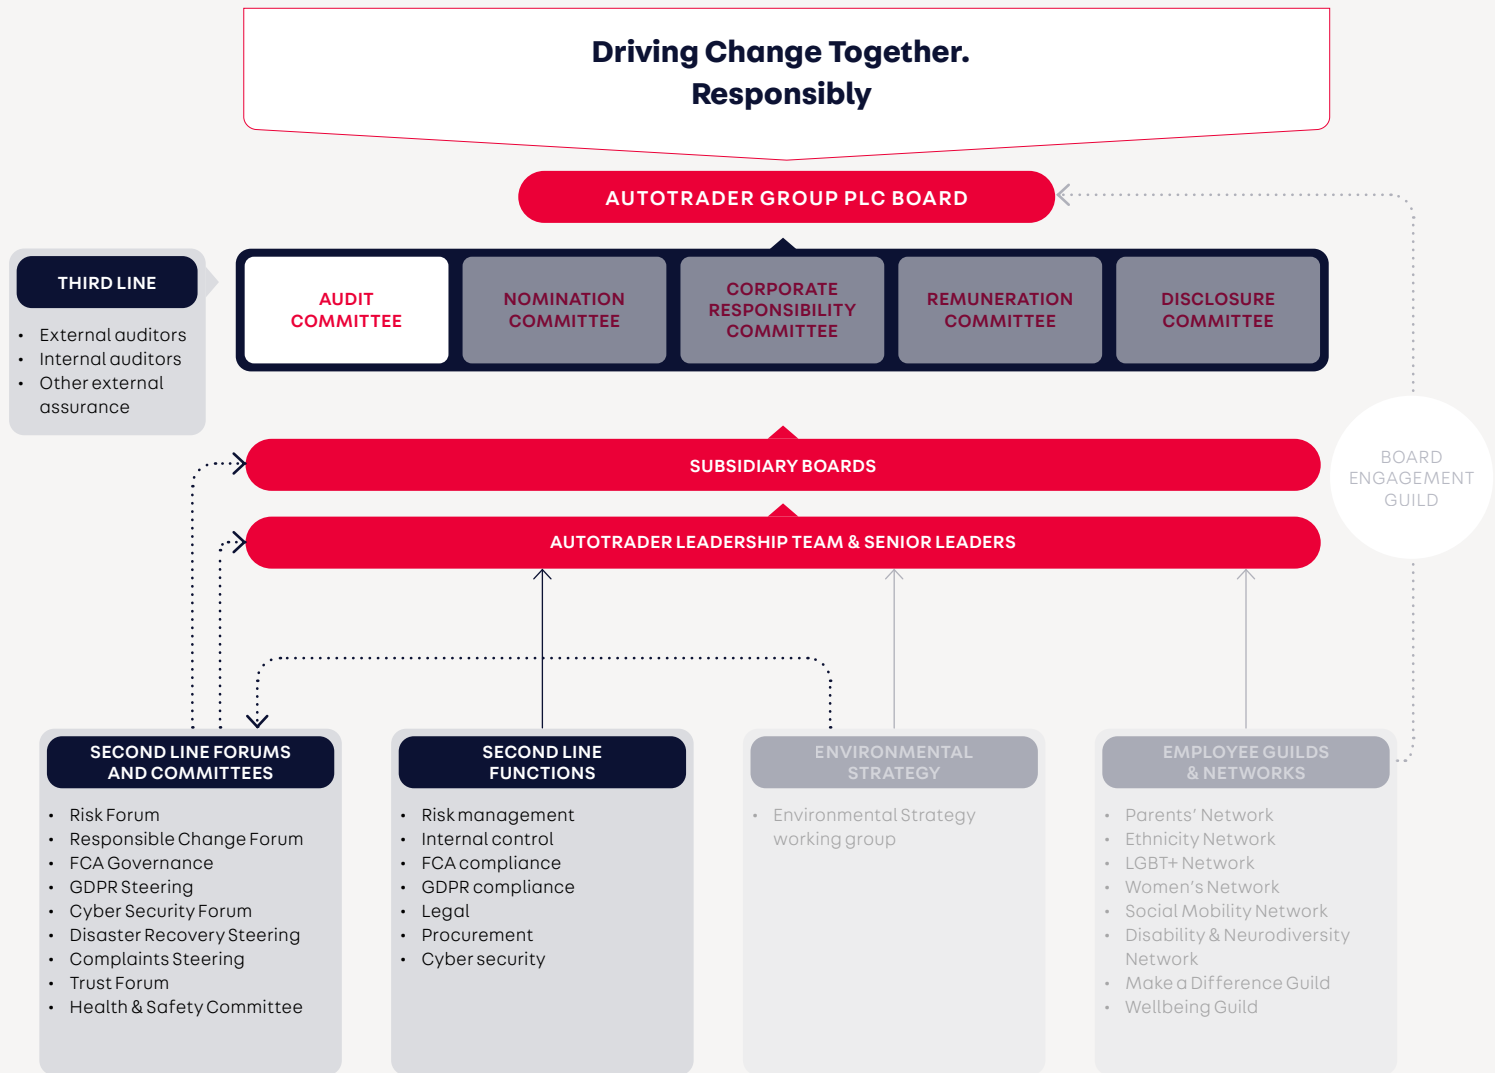 Driving Change Together.
Responsibly
AUTOTRADER GROUP PLC BOARD
THIRD LINE
• External auditors
• Internal auditors
• Other external
assurance
AUDIT
COMMITTEE
NOMINATION
COMMITTEE
CORPORATE
RESPONSIBILITY
COMMITTEE
REMUNERATION
COMMITTEE
DISCLOSURE
COMMITTEE
SUBSIDIARY BOARDS
BOARD
ENGAGEMENT
GUILD
AUTOTRADER LEADERSHIP TEAM & SENIOR LEADERS
SECOND LINE FORUMS
AND COMMITTEES
• Risk Forum
• Responsible Change Forum
• FCA Governance
• GDPR Steering
• Cyber Security Forum
• Disaster Recovery Steering
• Complaints Steering
• Trust Forum
• Health & Safety Committee
SECOND LINE
FUNCTIONS
• Risk management
• Internal control
• FCA compliance
• GDPR compliance
• Legal
• Procurement
• Cyber security
ENVIRONMENTAL
STRATEGY
• Environmental Strategy
working group
EMPLOYEE GUILDS
& NETWORKS
• Parents’ Network
• Ethnicity Network
• LGBT+ Network
• Women’s Network
• Social Mobility Network
• Disability & Neurodiversity
Network
• Make a Difference Guild
• Wellbeing Guild